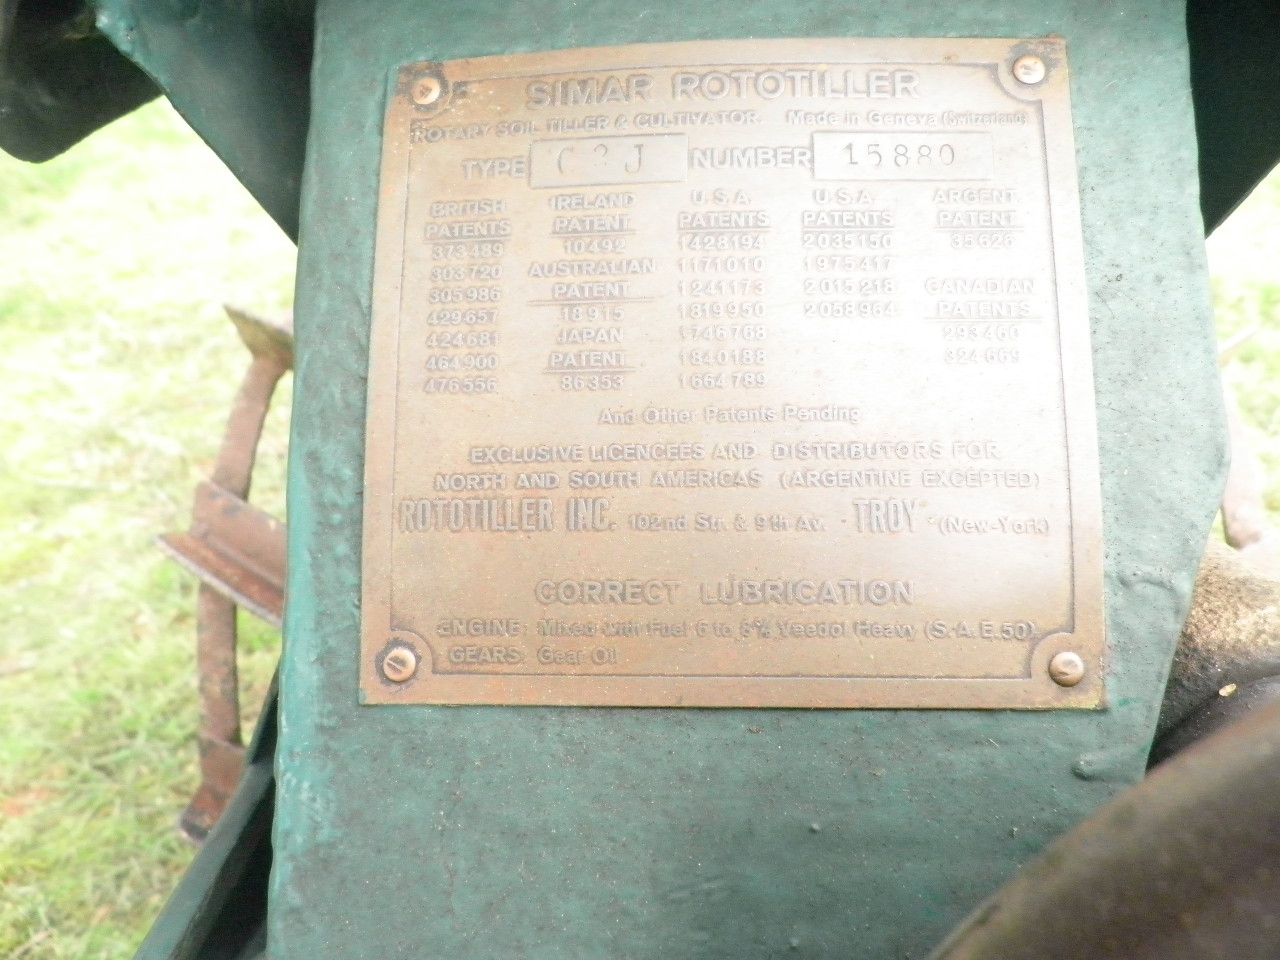 SIMAR ROTOTILLER
ROTARY SOIL TILLER & CULTIVATOR. Made in Geneva (Switzerland)
TYPE J NUMBER 15880
BRITISH
PATENTS
373489
303720
305986
429657
424681
464900
476556
IRELAND
PATENT
10492
AUSTRALIAN
PATENT
18915
JAPAN
PATENT
86353
U.S.A
PATENTS
1428194
1171010
1241173
1819950
1746768
1840188
1664789
U.S.A.
PATENTS
2035150
1975417
2015218
2058964
ARGENT.
PATENT
35626
CANADIAN
PATENTS
293460
324669
And Other Patents Pending
EXCLUSIVE LICENCEES AND DISTRIBUTORS FOR
NORTH AND SOUTH AMERICAS (ARGENTINE EXCEPTED)
ROTOTILLER INC. 102nd Str. & 9th Av. TROY (New-York)
CORRECT LUBRICATION
ENGINE: Mixed with Fuel 6 to 8% Veedol Heavy (S.A.E.50)
GEARS: Gear Oil